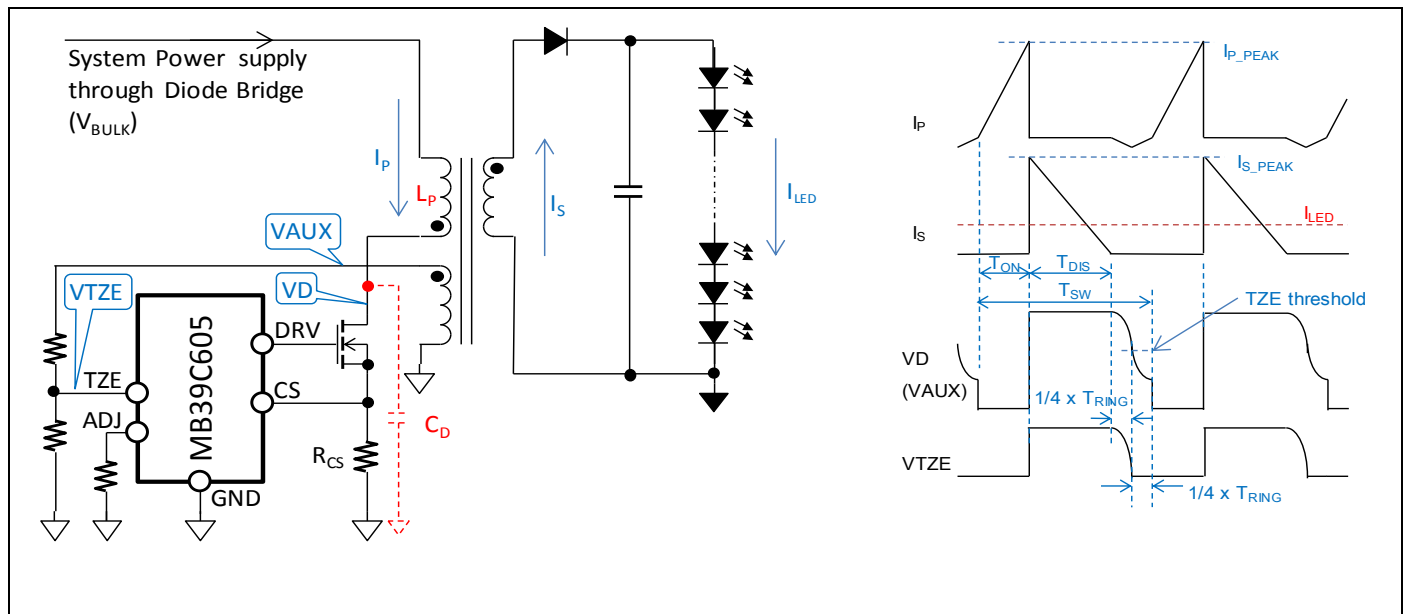 System Power supply
through Diode Bridge
(VBULK)
IP
LP
IS
ILED
VAUX
VTZE
VD
MB39C605
DRV
TZE
CS
ADJ
CD
RCS
GND
IP_PEAK
IP
IS_PEAK
ILED
IS
TON
TDIS
TSW
TZE threshold
VD
(VAUX)
1/4 x TRING
VTZE
1/4 x TRING